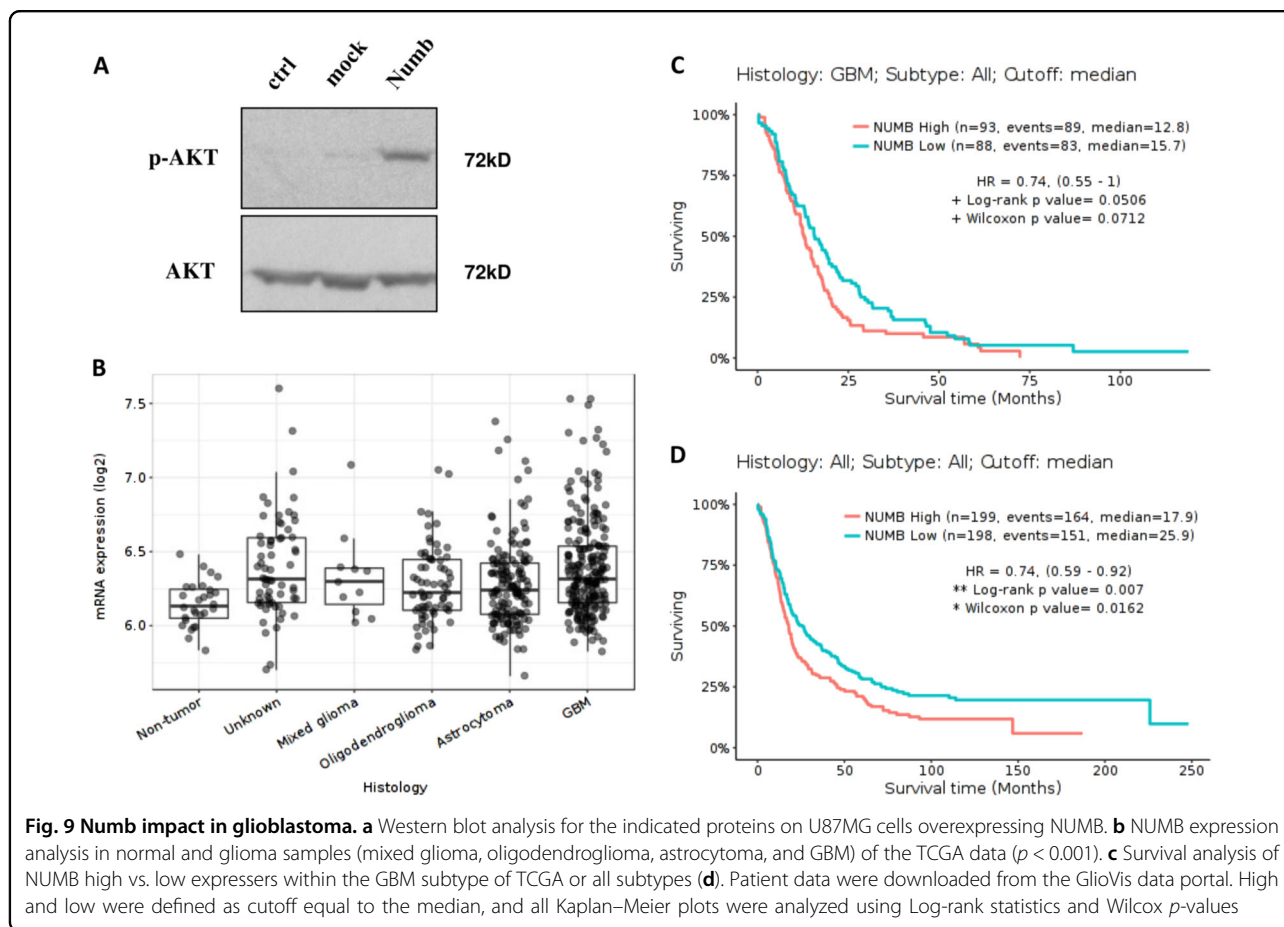 A
ctrl
mock
Numb
p-AKT
72kD
AKT
72kD
B
mRNA expression (log2)
7.5
7.0
6.5
6.0
Non-tumor
Unknown
Mixed glioma
Oligodendroglioma
Astrocytoma
GBM
Histology
C
Histology: GBM; Subtype: All; Cutoff: median
Surviving
100%
75%
50%
25%
0%
NUMB High (n=93, events=89, median=12.8)
NUMB Low (n=88, events=83, median=15.7)
HR = 0.74, (0.55 - 1)
+ Log-rank p value= 0.0506
+ Wilcoxon p value= 0.0712
0
25
50
75
100
Survival time (Months)
D
Histology: All; Subtype: All; Cutoff: median
Surviving
100%
75%
50%
25%
0%
NUMB High (n=199, events=164, median=17.9)
NUMB Low (n=198, events=151, median=25.9)
HR = 0.74, (0.59 - 0.92)
** Log-rank p value= 0.007
* Wilcoxon p value= 0.0162
0
50
100
150
200
250
Survival time (Months)
Fig. 9 Numb impact in glioblastoma. a Western blot analysis for the indicated proteins on U87MG cells overexpressing NUMB. b NUMB expression
analysis in normal and glioma samples (mixed glioma, oligodendroglioma, astrocytoma, and GBM) of the TCGA data (p < 0.001). c Survival analysis of
NUMB high vs. low expressers within the GBM subtype of TCGA or all subtypes (d). Patient data were downloaded from the GlioVis data portal. High
and low were defined as cutoff equal to the median, and all Kaplan–Meier plots were analyzed using Log-rank statistics and Wilcox p-values